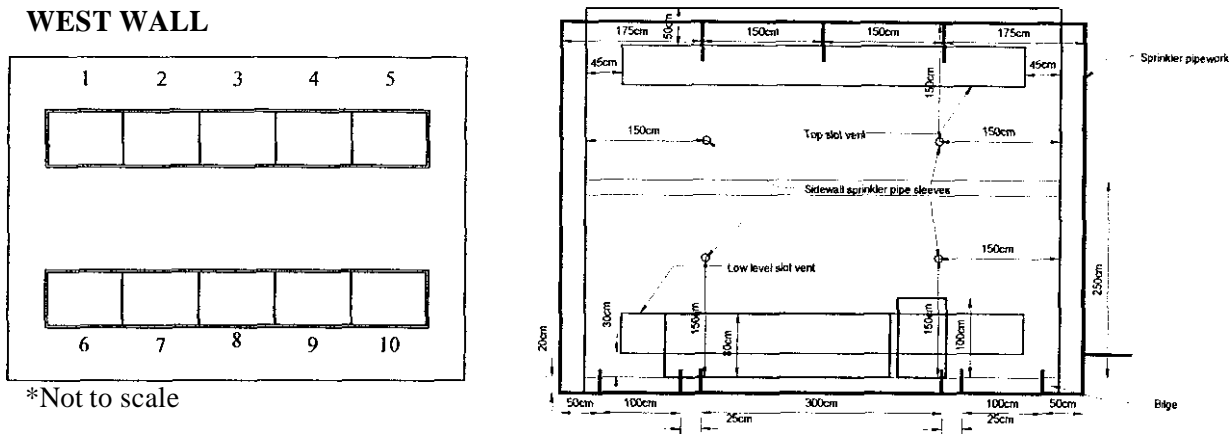 WEST WALL
1 2 3 4 5
6 7 8 9 10
*Not to scale
175cm 150cm 150cm 175cm
50cm
Sprinkler pipework
45cm 45cm
150cm
150cm Top slot vent 150cm
Sidewall sprinkler pipe sleeves
150cm
Low level slot vent
250cm
30cm 150cm 80cm 150cm 100cm
20cm
50cm 100cm 300cm 100cm 50cm
Bilge
25cm 25cm